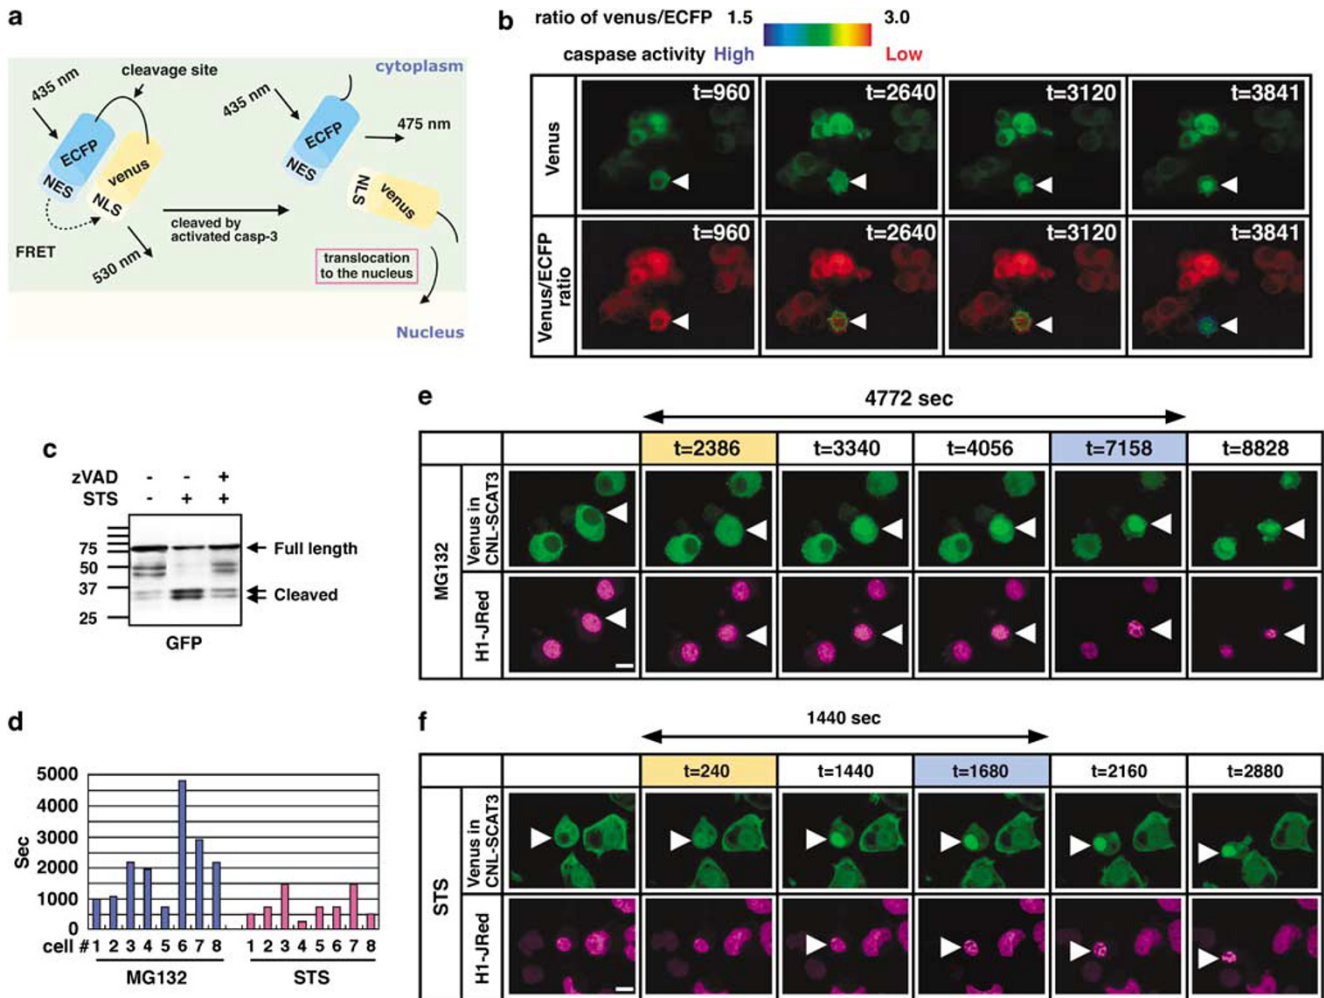 a
cytoplasm
cleavage site
435 nm
ECFP
NES
venus
NLS
FRET
530 nm
cleaved by
activated casp-3
435 nm
ECFP
NES
475 nm
NLS
venus
translocation
to the nucleus
Nucleus
b
ratio of venus/ECFP 1.5 3.0
caspase activity High Low
Venus
t=960 t=2640 t=3120 t=3841
Venus/ECFP
ratio
t=960 t=2640 t=3120 t=3841
c
zVAD - - +
STS - + +
75
50
37
25
Full length
Cleaved
GFP
d
Sec
5000
4000
3000
2000
1000
0
cell # 1 2 3 4 5 6 7 8 1 2 3 4 5 6 7 8
MG132 STS
e
4772 sec
t=2386 t=3340 t=4056 t=7158 t=8828
MG132
Venus in
CNL-SCAT3
H1-JRed
f
1440 sec
t=240 t=1440 t=1680 t=2160 t=2880
STS
Venus in
CNL-SCAT3
H1-JRed